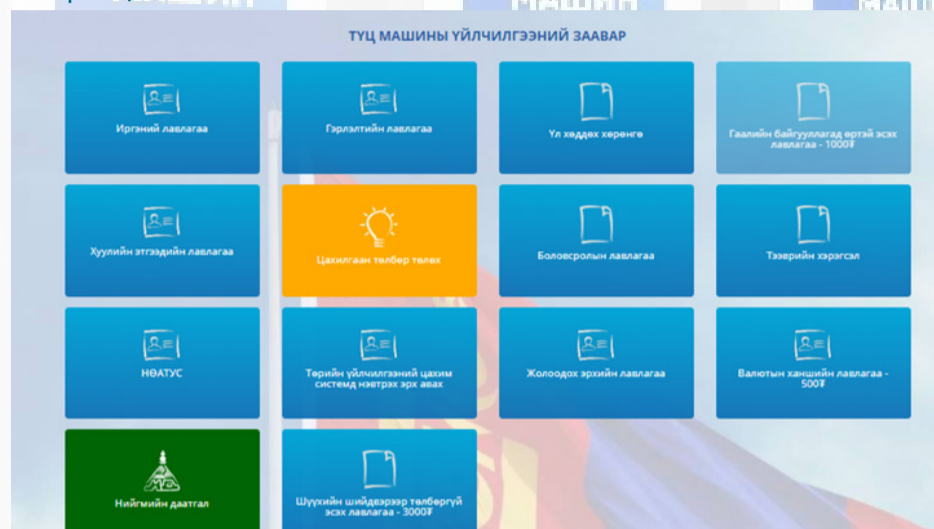 ТҮЦ МАШИНЫ ҮЙЛЧИЛГЭЭНИЙ ЗААВАР
Иргэний лавлагаа
Гэрлэлтийн лавлагаа
Үл хөдлөх хөрөнгө
Гаалийн байгууллагад өртэй эсэх
лавлагаа - 1000₮
Хуулийн этгээдийн лавлагаа
Цахилгаан төлбөр төлөх
Боловсролын лавлагаа
Тээврийн хэрэгсэл
НӨАТУС
Төрийн үйлчилгээний цахим
системд нэвтрэх эрх авах
Жолоодох эрхийн лавлагаа
Валютын ханшийн лавлагаа -
500₮
Нийгмийн даатгал
Шүүхийн шийдвэрээр төлбөргүй
эсэх лавлагаа - 3000₮